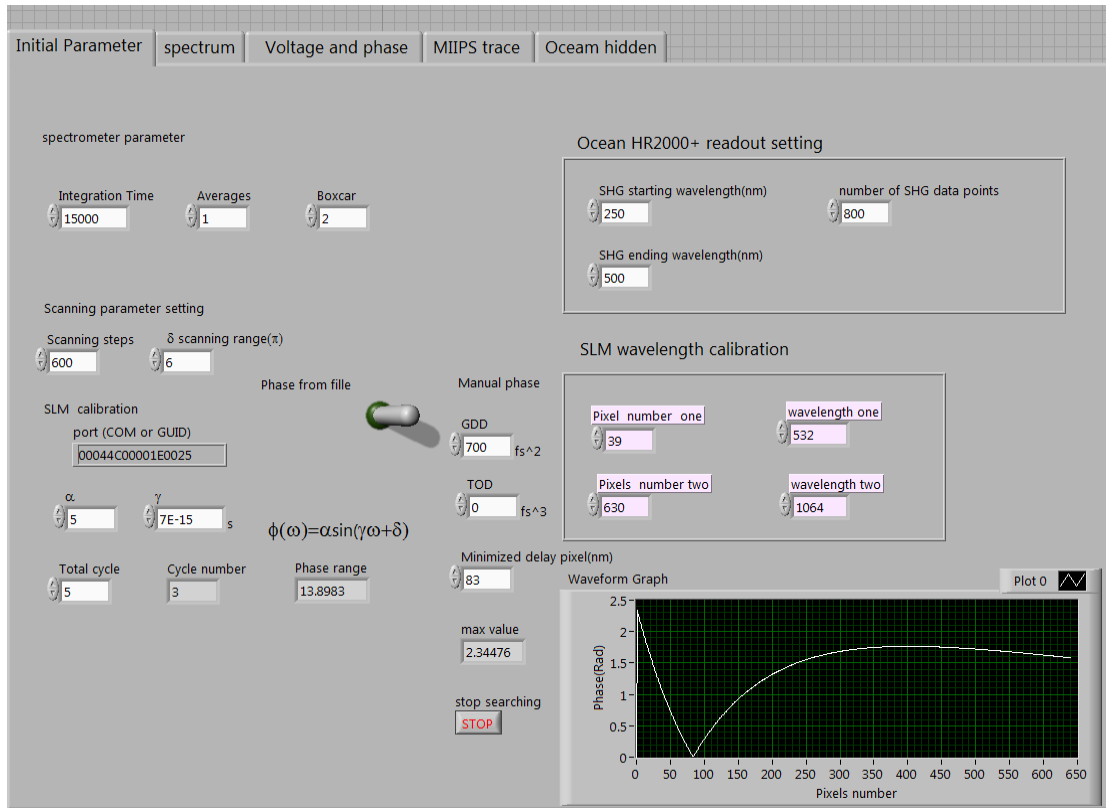 Initial Parameter
spectrum
Voltage and phase
MIIPS trace
Oceam hidden
spectrometer parameter
Integration Time
15000
Averages
1
Boxcar
2
Ocean HR2000+ readout setting
SHG starting wavelength(nm)
250
number of SHG data points
800
SHG ending wavelength(nm)
500
Scanning parameter setting
Scanning steps
600
δ scanning range(π)
6
SLM calibration
port (COM or GUID)
00044C00001E0025
α
5
γ
7E-15 s
ϕ(ω)=αsin(γω+δ)
Total cycle
5
Cycle number
3
Phase range
13.8983
Phase from fille
Manual phase
GDD
700 fs^2
TOD
0 fs^3
Minimized delay pixel(nm)
83
max value
2.34476
stop searching
STOP
SLM wavelength calibration
Pixel number one
39
wavelength one
532
Pixels number two
630
wavelength two
1064
Waveform Graph
Plot 0
Phase(Rad)
2.5
2
1.5
1
0.5
0
0 50 100 150 200 250 300 350 400 450 500 550 600 650
Pixels number